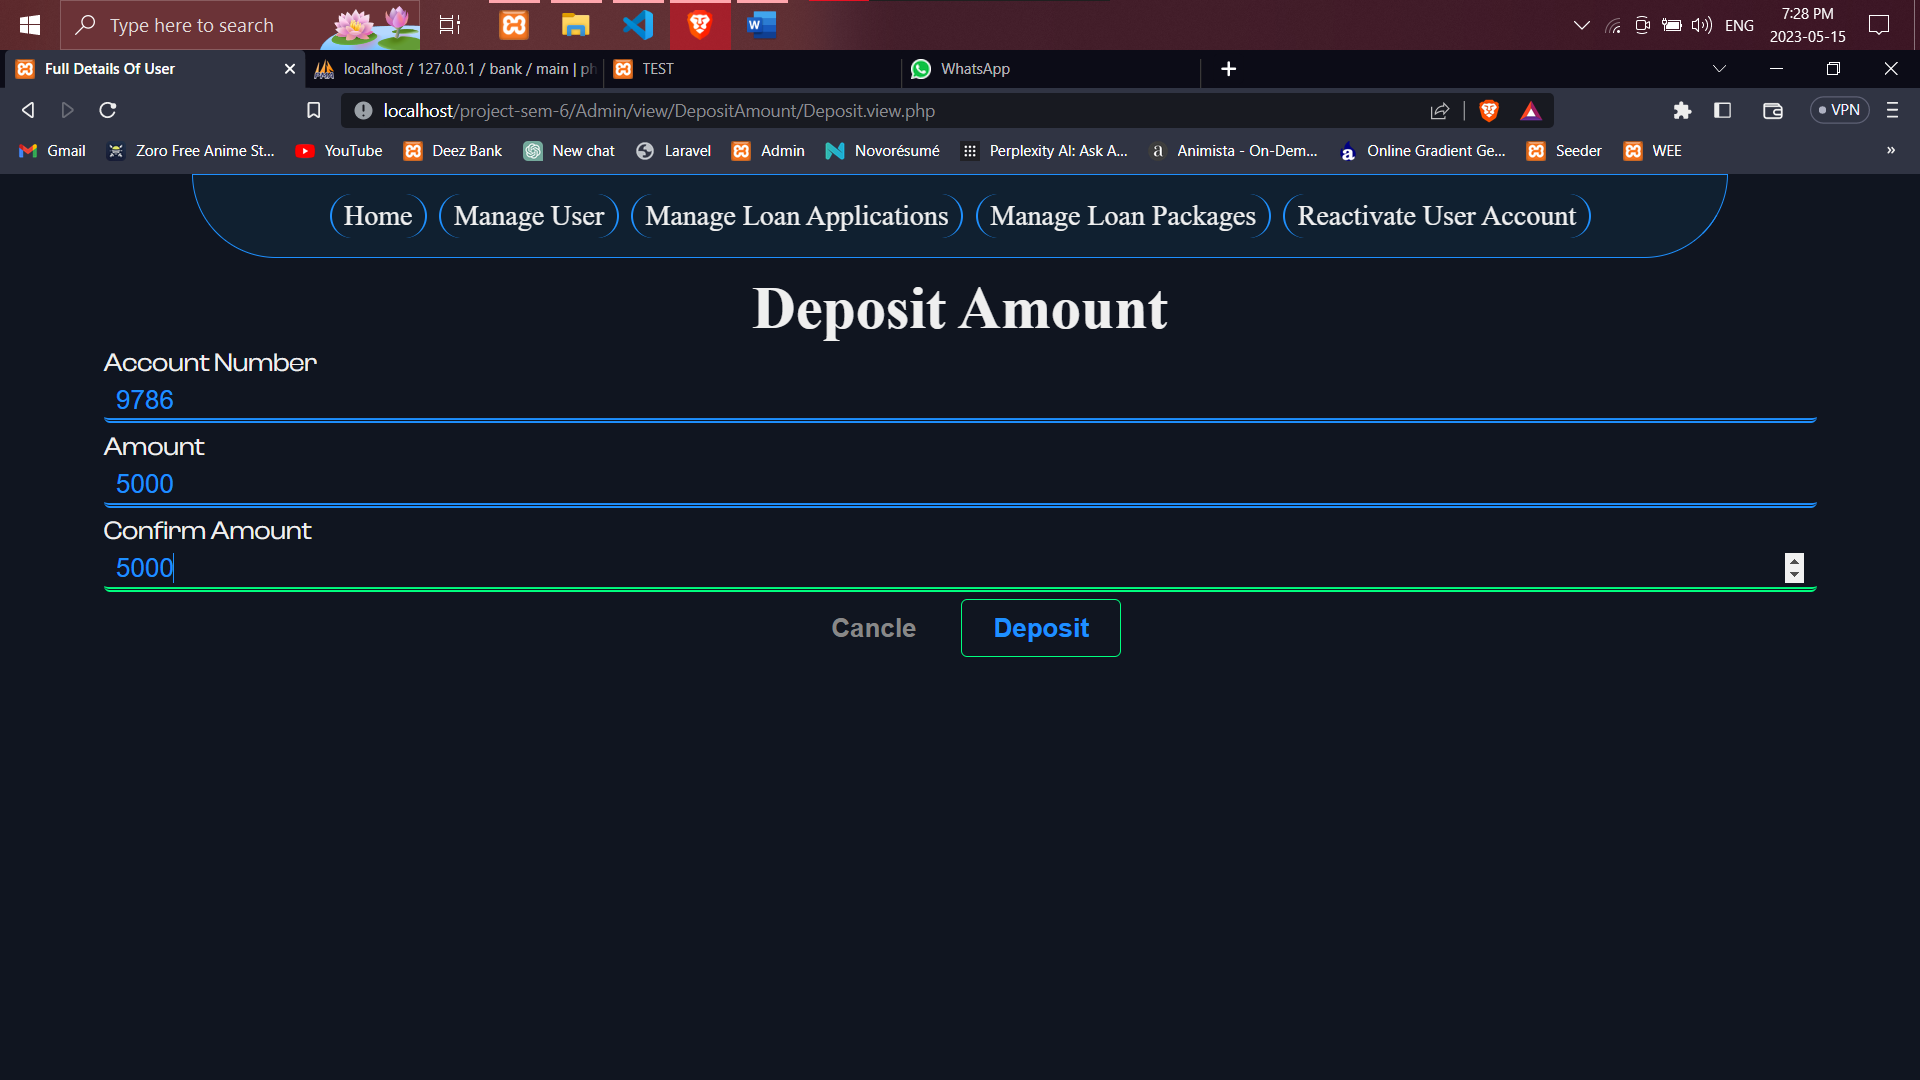 Type here to search
ENG
7:28 PM
2023-05-15
Full Details Of User
localhost / 127.0.0.1 / bank / main | ph
TEST
WhatsApp
localhost/project-sem-6/Admin/view/DepositAmount/Deposit.view.php
VPN
Gmail
Zoro Free Anime St...
YouTube
Deez Bank
New chat
Laravel
Admin
Novorésumé
Perplexity AI: Ask A...
Animista - On-Dem...
Online Gradient Ge...
Seeder
WEE
»
Home
Manage User
Manage Loan Applications
Manage Loan Packages
Reactivate User Account
Deposit Amount
Account Number
9786
Amount
5000
Confirm Amount
5000
Cancle
Deposit